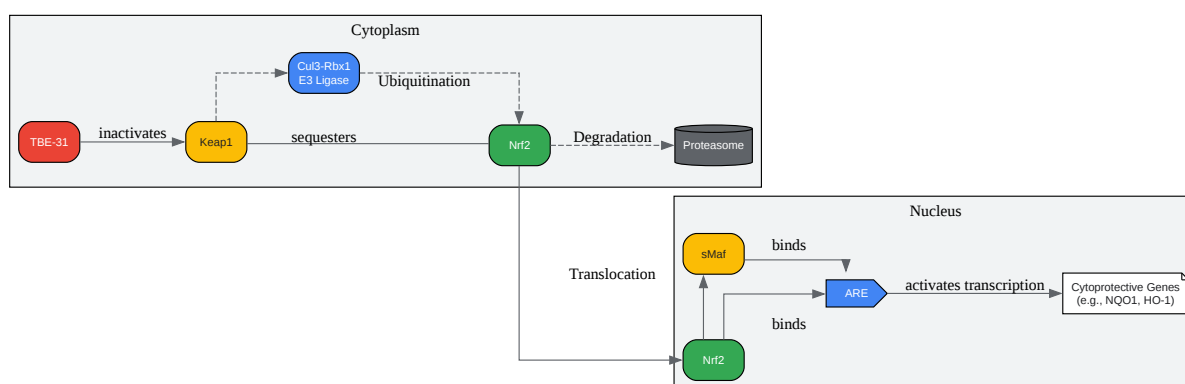 Cytoplasm
Cul3-Rbx1
E3 Ligase
Ubiquitination
TBE-31
inactivates
Keap1
sequesters
Nrf2
Degradation
Proteasome
Nucleus
sMaf
binds
Translocation
ARE
activates transcription
Cytoprotective Genes
(e.g., NQO1, HO-1)
binds
Nrf2